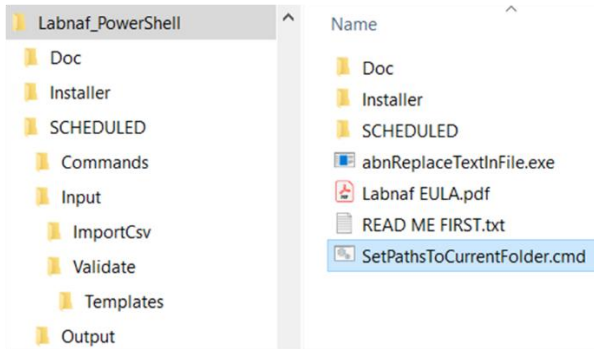 Labnaf_PowerShell
Doc
Installer
SCHEDULED
Commands
Input
ImportCsv
Validate
Templates
Output
Name
Doc
Installer
SCHEDULED
abnReplaceTextInFile.exe
Labnaf EULA.pdf
READ ME FIRST.txt
SetPathsToCurrentFolder.cmd